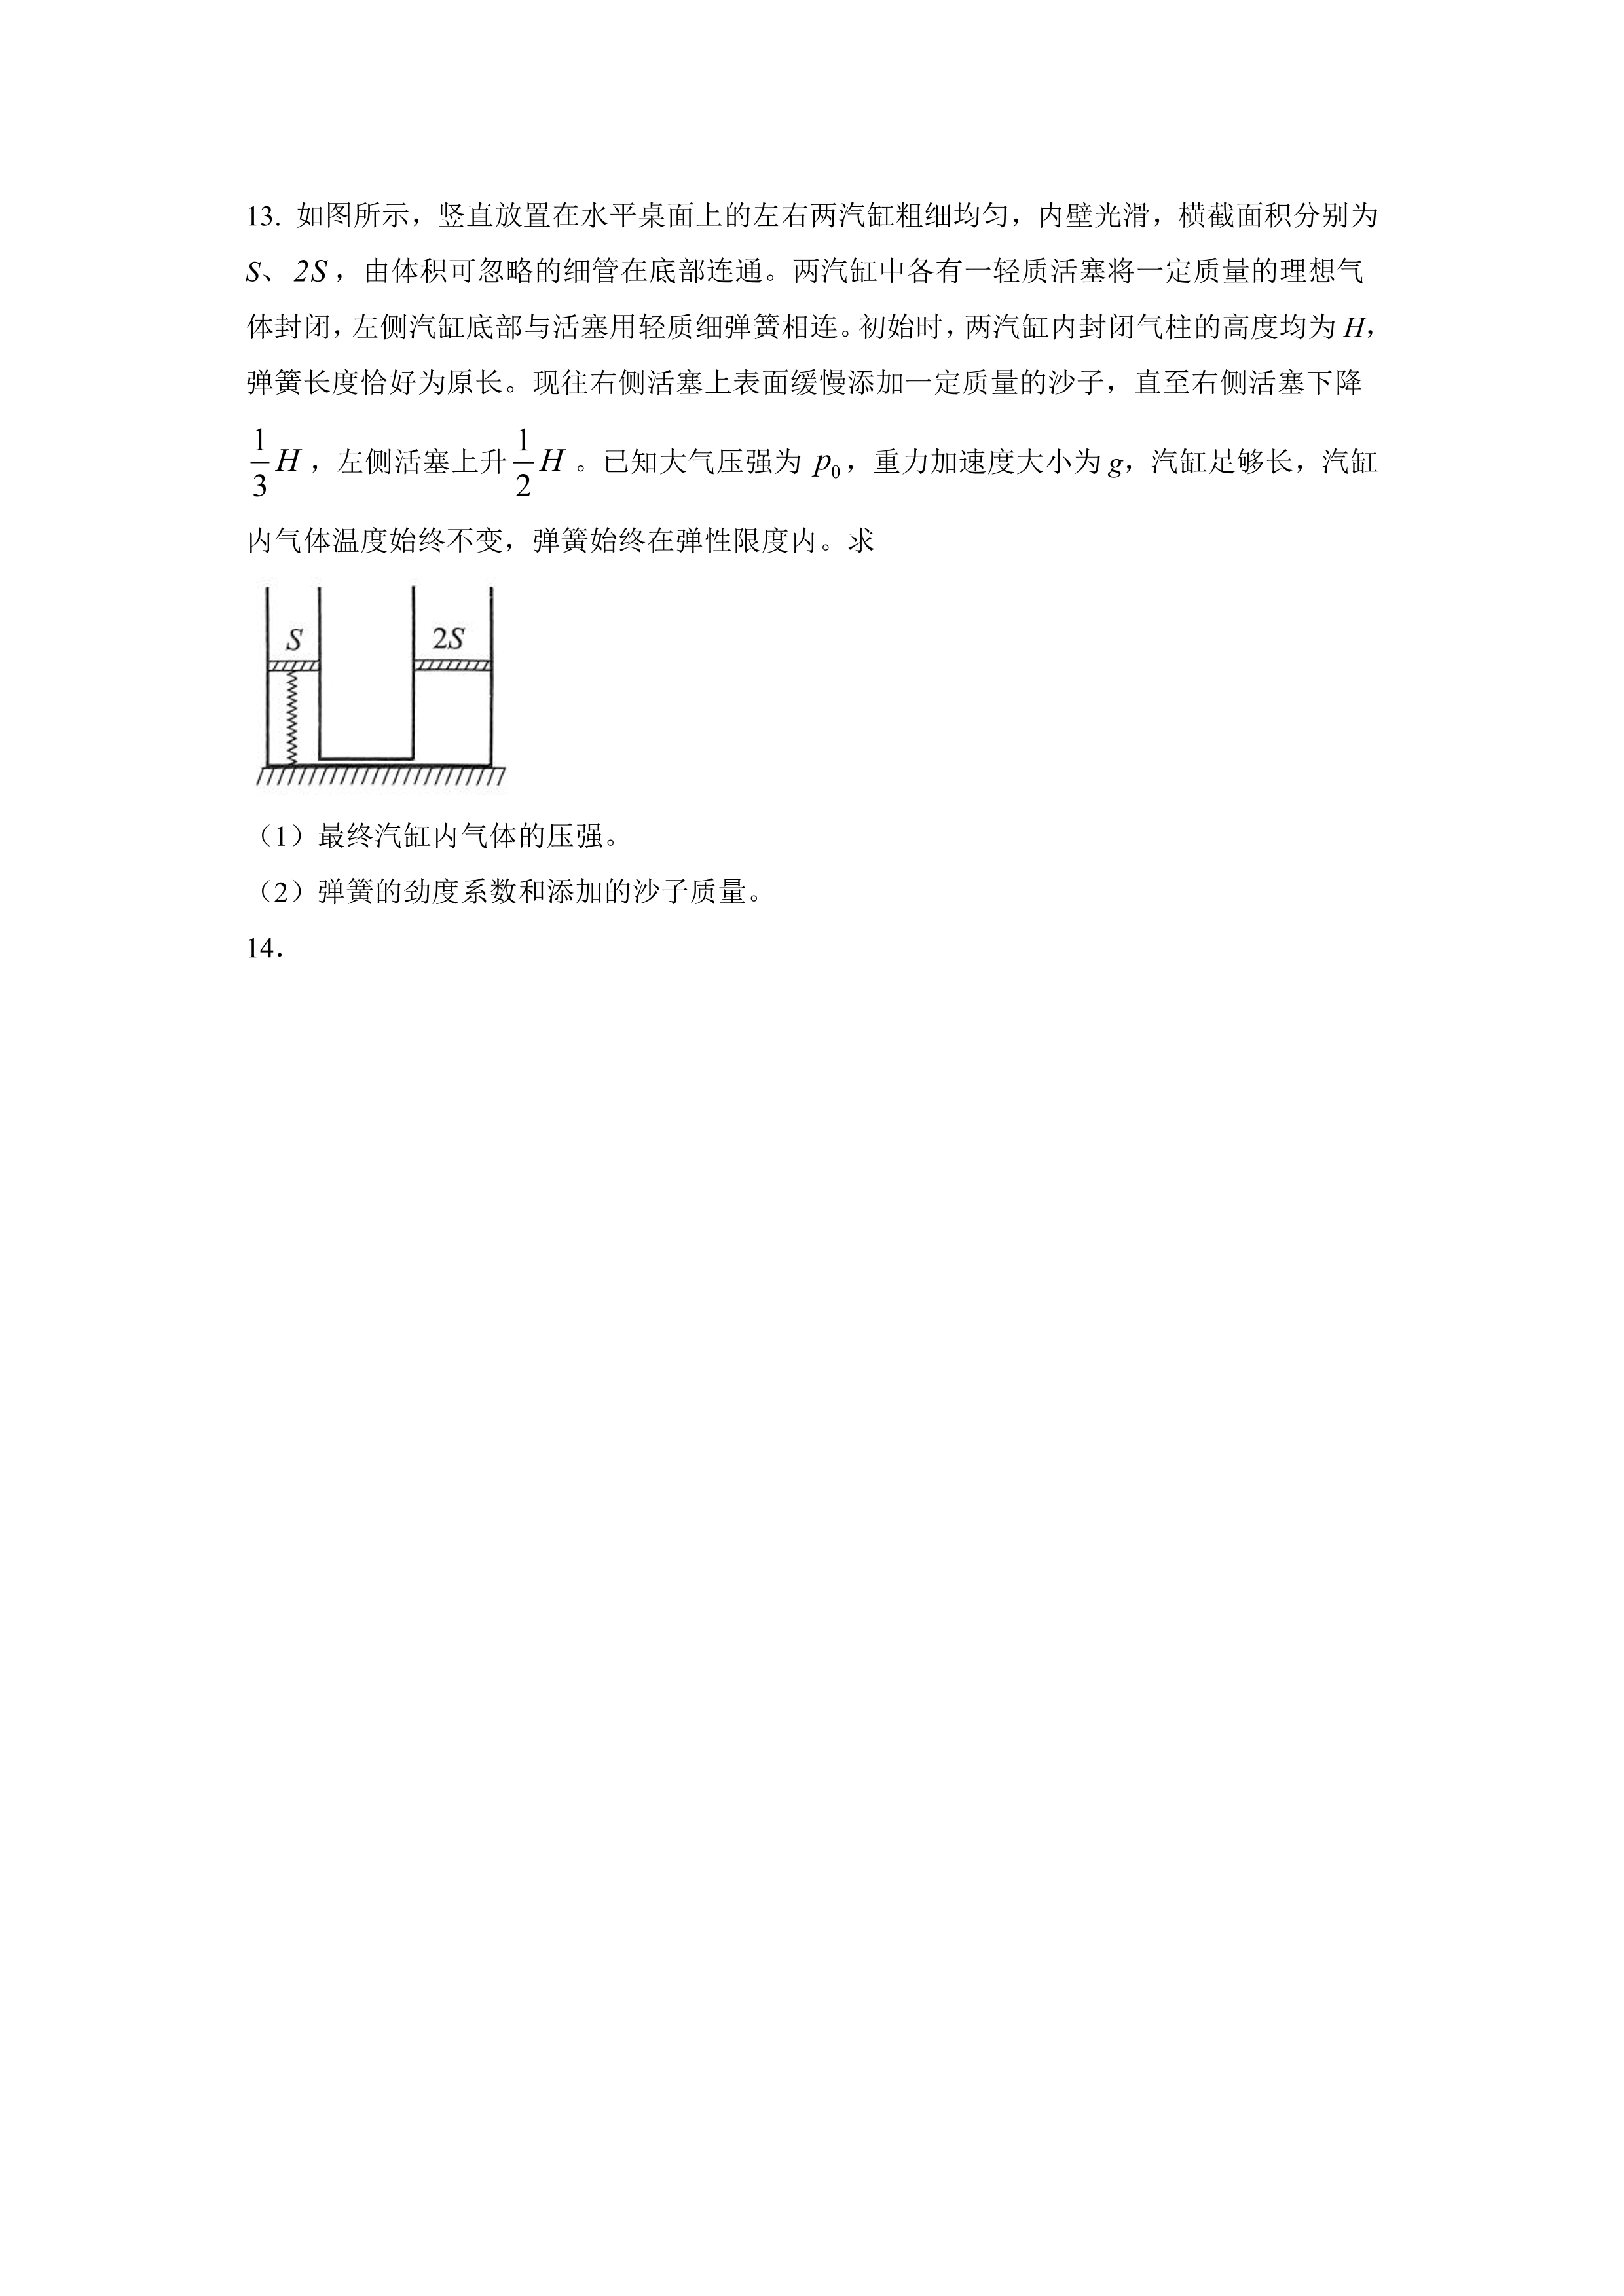 13. 如图所示，竖直放置在水平桌面上的左右两汽缸粗细均匀，内壁光滑，横截面积分别为
S、2S，由体积可忽略的细管在底部连通。两汽缸中各有一轻质活塞将一定质量的理想气
体封闭，左侧汽缸底部与活塞用轻质细弹簧相连。初始时，两汽缸内封闭气柱的高度均为 H，
弹簧长度恰好为原长。现往右侧活塞上表面缓慢添加一定质量的沙子，直至右侧活塞下降
$\frac{1}{3}H$，左侧活塞上升$\frac{1}{2}H$。已知大气压强为 $p_0$，重力加速度大小为 g，汽缸足够长，汽缸
内气体温度始终不变，弹簧始终在弹性限度内。求
S 2S
（1）最终汽缸内气体的压强。
（2）弹簧的劲度系数和添加的沙子质量。
14.